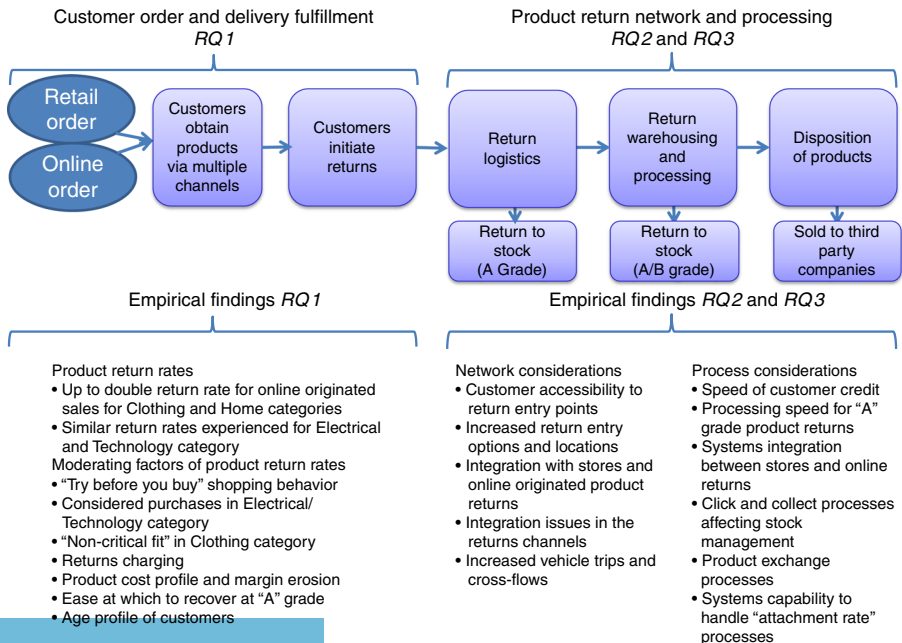 Customer order and delivery fulfillment
RQ1
Product return network and processing
RQ2 and RQ3
Retail
order
Online
order
Customers
obtain
products
via multiple
channels
Customers
initiate
returns
Return
logistics
Return
warehousing
and
processing
Disposition
of products
Return to
stock
(A Grade)
Return to
stock
(A/B grade)
Sold to third
party
companies
Empirical findings RQ1
Empirical findings RQ2 and RQ3
Product return rates
• Up to double return rate for online originated
sales for Clothing and Home categories
• Similar return rates experienced for Electrical
and Technology category
Moderating factors of product return rates
• “Try before you buy” shopping behavior
• Considered purchases in Electrical/
Technology category
• “Non-critical fit” in Clothing category
• Returns charging
• Product cost profile and margin erosion
• Ease at which to recover at “A” grade
• Age profile of customers
Network considerations
• Customer accessibility to
return entry points
• Increased return entry
options and locations
• Integration with stores and
online originated product
returns
• Integration issues in the
returns channels
• Increased vehicle trips and
cross-flows
Process considerations
• Speed of customer credit
• Processing speed for “A”
grade product returns
• Systems integration
between stores and online
returns
• Click and collect processes
affecting stock
management
• Product exchange
processes
• Systems capability to
handle “attachment rate”
processes